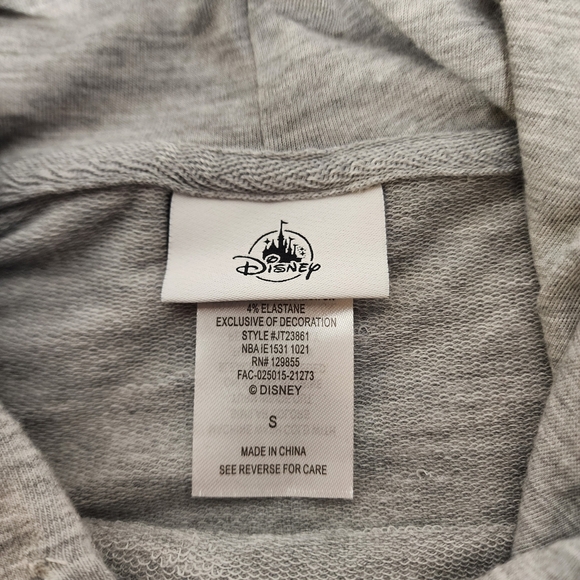 Disney
4% ELASTANE
EXCLUSIVE OF DECORATION
STYLE #JT23861
NBA IE1531 1021
RN# 129855
FAC-025015-21273
© DISNEY
S
MADE IN CHINA
SEE REVERSE FOR CARE